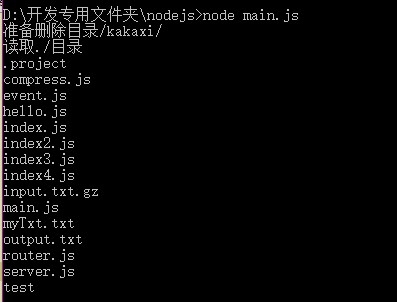 D:\开发专用文件夹\nodejs>node main.js
准备删除目录/kakaxi/
读取./目录
.project
compress.js
event.js
hello.js
index.js
index2.js
index3.js
index4.js
input.txt.gz
main.js
myTxt.txt
output.txt
router.js
server.js
test